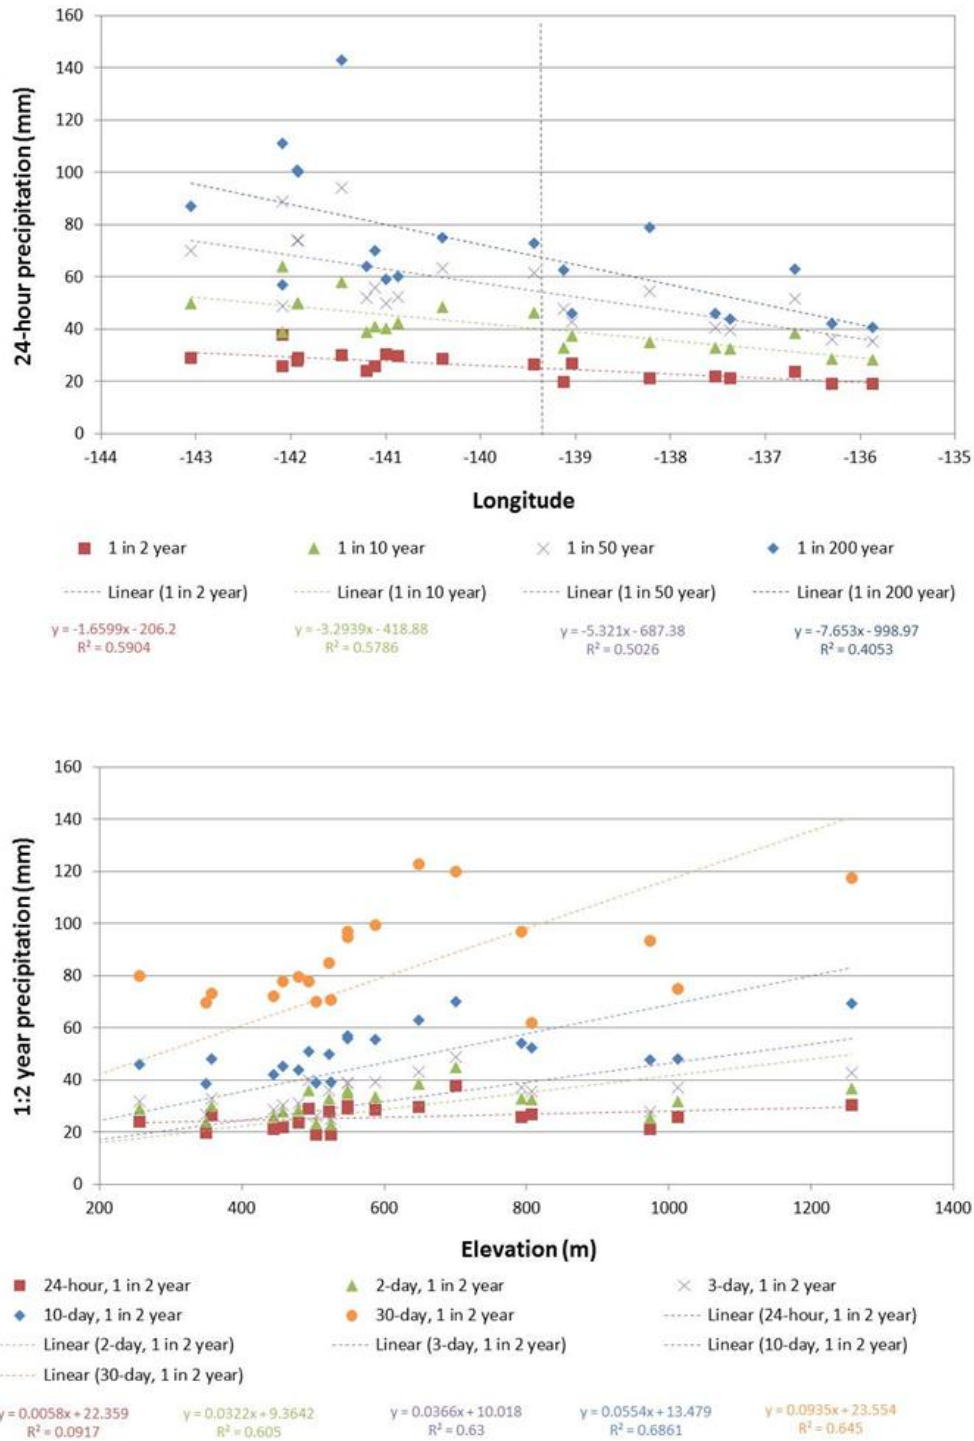 160
140
120
100
80
60
40
20
0
24-hour precipitation (mm)
-144 -143 -142 -141 -140 -139 -138 -137 -136 -135
Longitude
1 in 2 year 1 in 10 year 1 in 50 year 1 in 200 year
Linear (1 in 2 year) Linear (1 in 10 year) Linear (1 in 50 year) Linear (1 in 200 year)
y = -1.6599x - 206.2 y = -3.2939x - 418.88 y = -5.321x - 687.38 y = -7.653x - 998.97
R² = 0.5904 R² = 0.5786 R² = 0.5026 R² = 0.4053
160
140
120
100
80
60
40
20
0
1:2 year precipitation (mm)
200 400 600 800 1000 1200 1400
Elevation (m)
24-hour, 1 in 2 year 2-day, 1 in 2 year 3-day, 1 in 2 year
10-day, 1 in 2 year 30-day, 1 in 2 year Linear (24-hour, 1 in 2 year)
Linear (2-day, 1 in 2 year) Linear (3-day, 1 in 2 year) Linear (10-day, 1 in 2 year)
Linear (30-day, 1 in 2 year)
y = 0.0058x + 22.359 y = 0.0322x + 9.3642 y = 0.0366x + 10.018 y = 0.0554x + 13.479 y = 0.0935x + 23.554
R² = 0.0917 R² = 0.605 R² = 0.63 R² = 0.6861 R² = 0.645